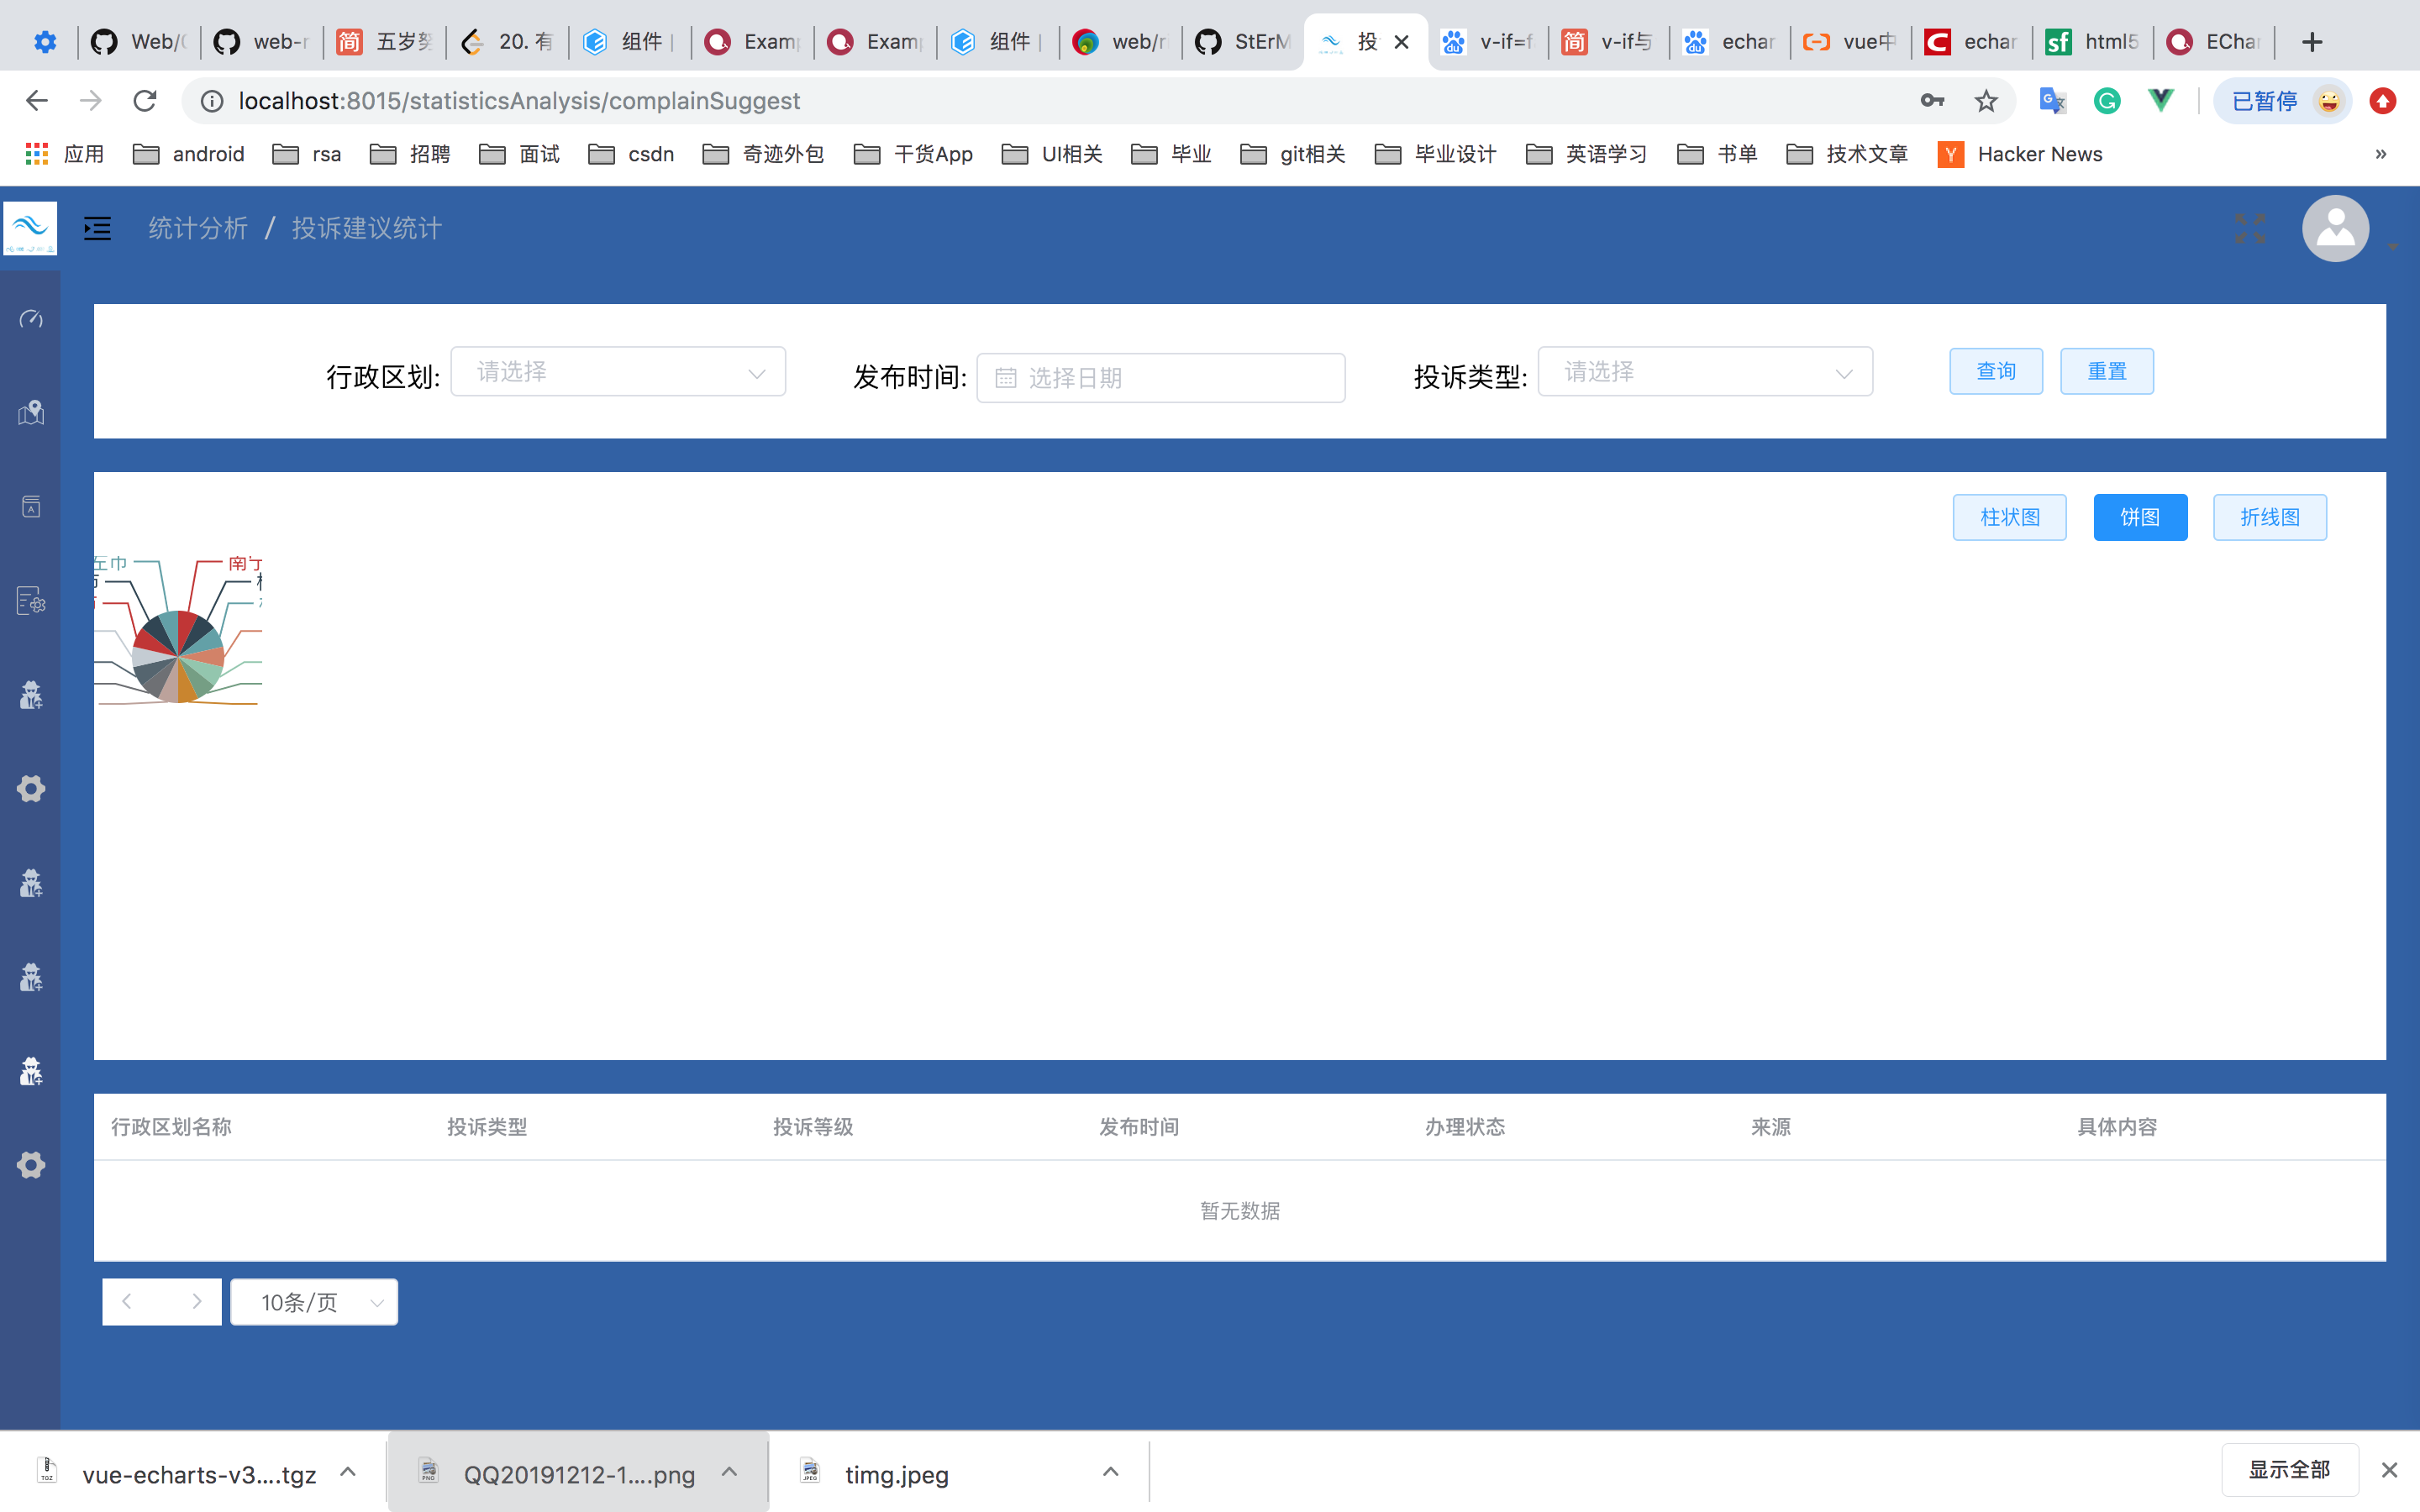 Web/ web-r 五岁 20. 有 组件 Exam Exam 组件 web/r StErM 投 v-if=f v-if与 echar vue中 echar html5 EChar
localhost:8015/statisticsAnalysis/complainSuggest 已暂停
应用 android rsa 招聘 面试 csdn 奇迹外包 干货App UI相关 毕业 git相关 毕业设计 英语学习 书单 技术文章 Hacker News »
统计分析 / 投诉建议统计
行政区划: 请选择 发布时间: 选择日期 投诉类型: 请选择 查询 重置
柱状图 饼图 折线图
左市 南宁
行政区划名称 投诉类型 投诉等级 发布时间 办理状态 来源 具体内容
暂无数据
10条/页
vue-echarts-v3....tgz QQ20191212-1....png timg.jpeg 显示全部